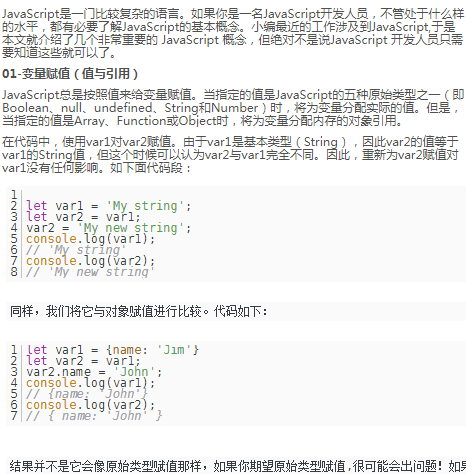 JavaScript是一门比较复杂的语言。如果你是一名JavaScript开发人员，不管处于什么样
的水平，都有必要了解JavaScript的基本概念。小编最近的工作涉及到JavaScript,于是
本文就介绍了几个非常重要的 JavaScript 概念，但绝对不是说JavaScript 开发人员只需
要知道这些就可以了。
01-变量赋值（值与引用）
JavaScript总是按照值来给变量赋值。当指定的值是JavaScript的五种原始类型之一（即
Boolean、null、undefined、String和Number）时，将为变量分配实际的值。但是，
当指定的值是Array、Function或Object时，将为变量分配内存的对象引用。
在代码中，使用var1对var2赋值。由于var1是基本类型（String），因此var2的值等于
var1的String值，但这个时候可以认为var2与var1完全不同。因此，重新为var2赋值对
var1没有任何影响。如下面代码段：
1
2 let var1 = 'My string';
3 let var2 = var1;
4 var2 = 'My new string';
5 console.log(var1);
6 // 'My string'
7 console.log(var2);
8 // 'My new string'
同样，我们将它与对象赋值进行比较。代码如下：
1 let var1 = {name: 'Jim'}
2 let var2 = var1;
3 var2.name = 'John';
4 console.log(var1);
5 // {name: 'John'}
6 console.log(var2);
7 // { name: 'John' }
结果并不是它会像原始类型赋值那样，如果你期望原始类型赋值,很可能会出问题！如